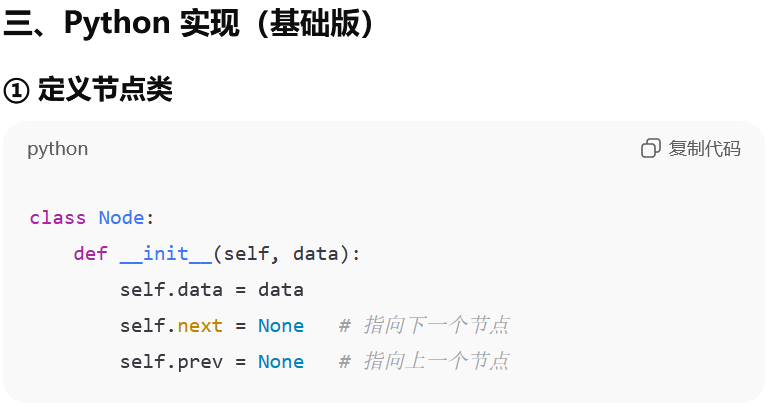 三、Python 实现（基础版）
① 定义节点类
python 复制代码
class Node:
    def __init__(self, data):
        self.data = data
        self.next = None   # 指向下一个节点
        self.prev = None   # 指向上一个节点